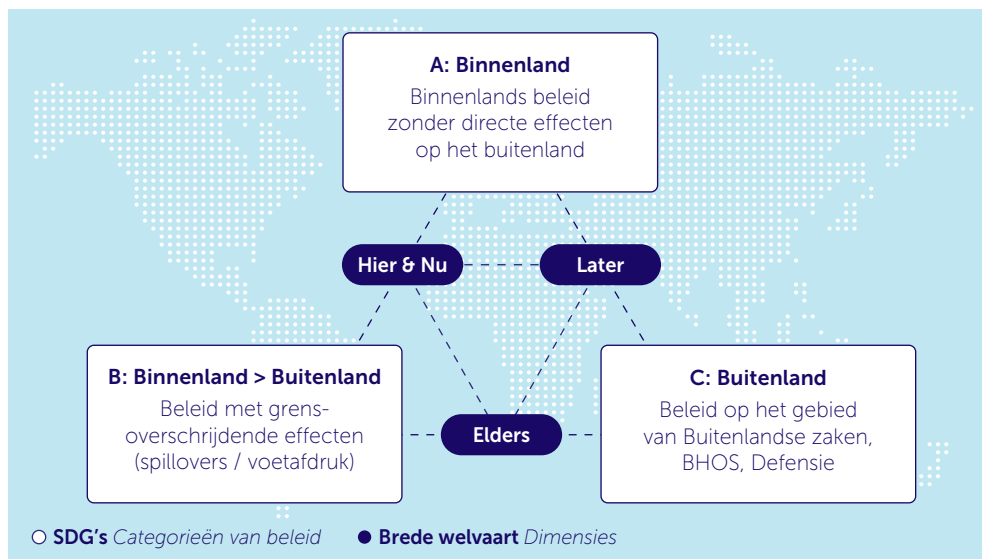 A: Binnenland
Binnenlands beleid
zonder directe effecten
op het buitenland
Hier & Nu
Later
B: Binnenland > Buitenland
Beleid met grens-
overschrijdende effecten
(spillovers / voetafdruk)
Elders
C: Buitenland
Beleid op het gebied
van Buitenlandse zaken,
BHOS, Defensie
SDG's Categorieën van beleid
Brede welvaart Dimensies